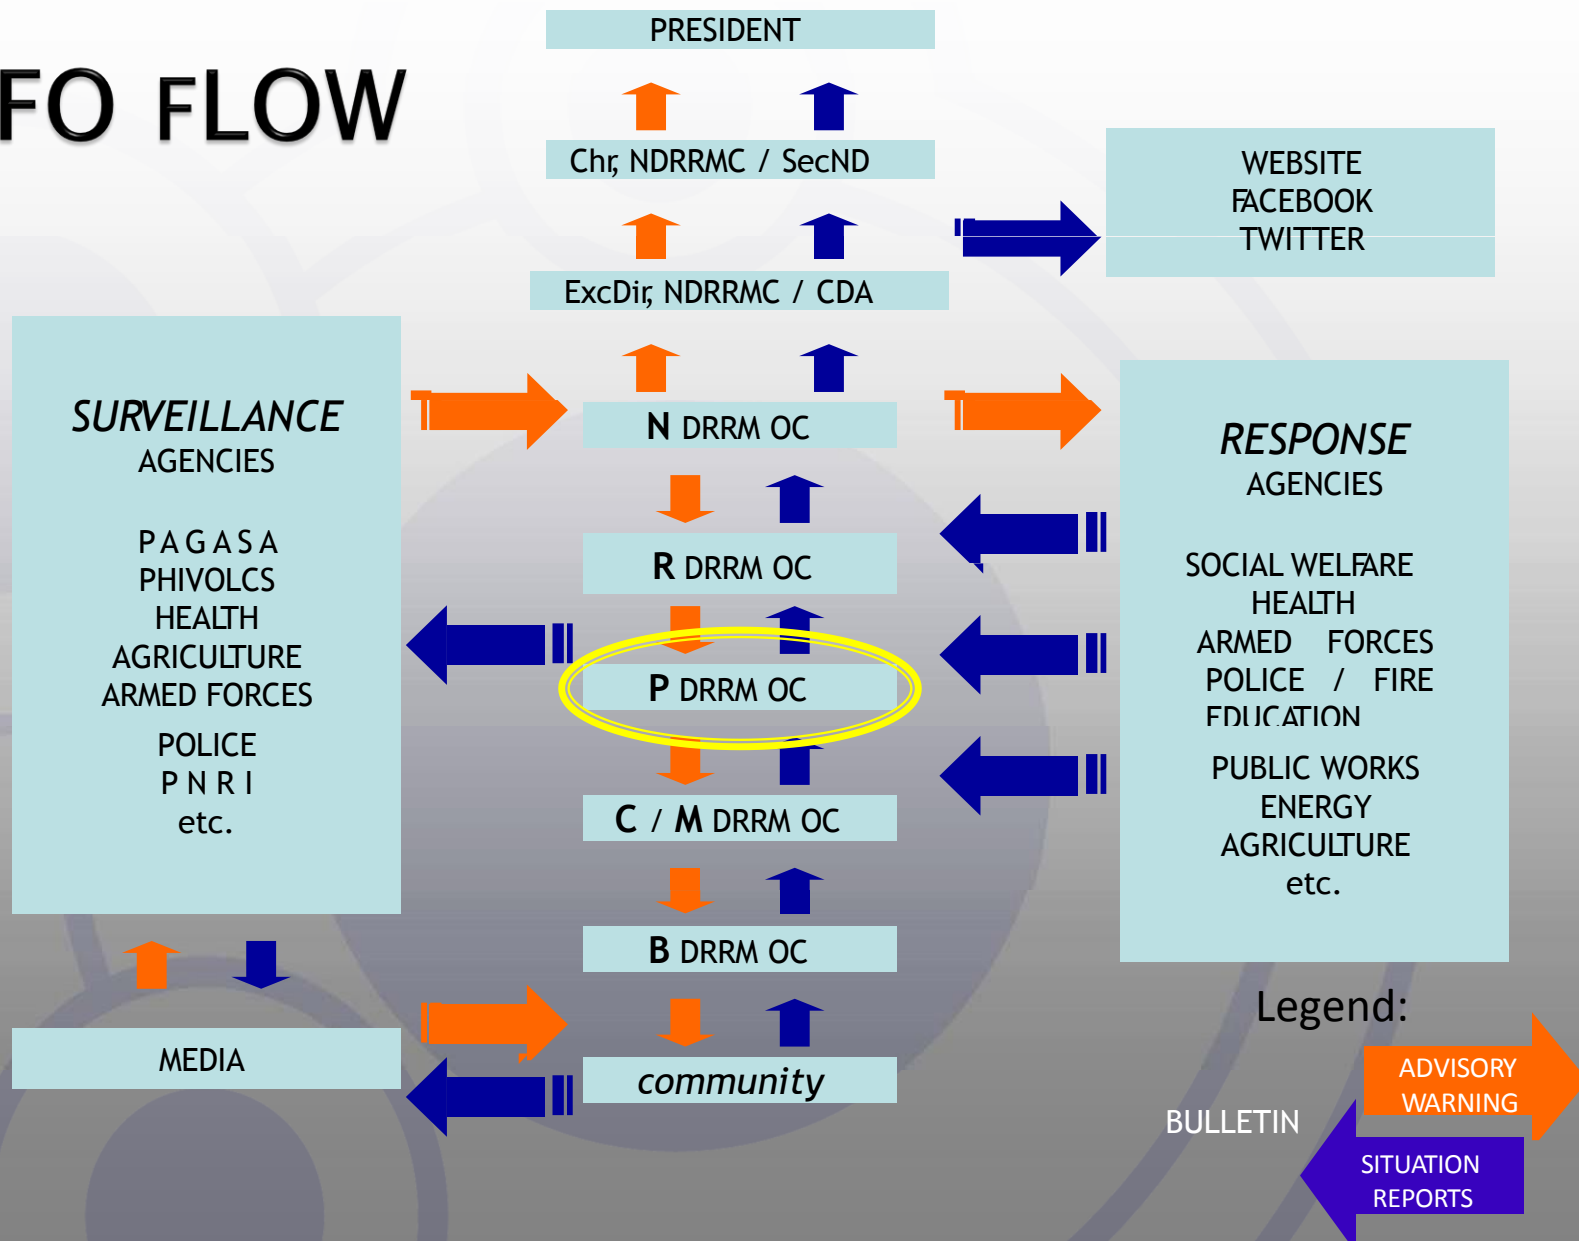 FO FLOW
PRESIDENT
Chr, NDRRMC / SecND
ExcDir, NDRRMC / CDA
WEBSITE
FACEBOOK
TWITTER
SURVEILLANCE
AGENCIES
P A G A S A
PHIVOLCS
HEALTH
AGRICULTURE
ARMED FORCES
POLICE
P N R I
etc.
N DRRM OC
R DRRM OC
P DRRM OC
C / M DRRM OC
B DRRM OC
community
RESPONSE
AGENCIES
SOCIAL WELFARE
HEALTH
ARMED FORCES
POLICE / FIRE
EDUCATION
PUBLIC WORKS
ENERGY
AGRICULTURE
etc.
MEDIA
Legend:
ADVISORY
WARNING
BULLETIN
SITUATION
REPORTS